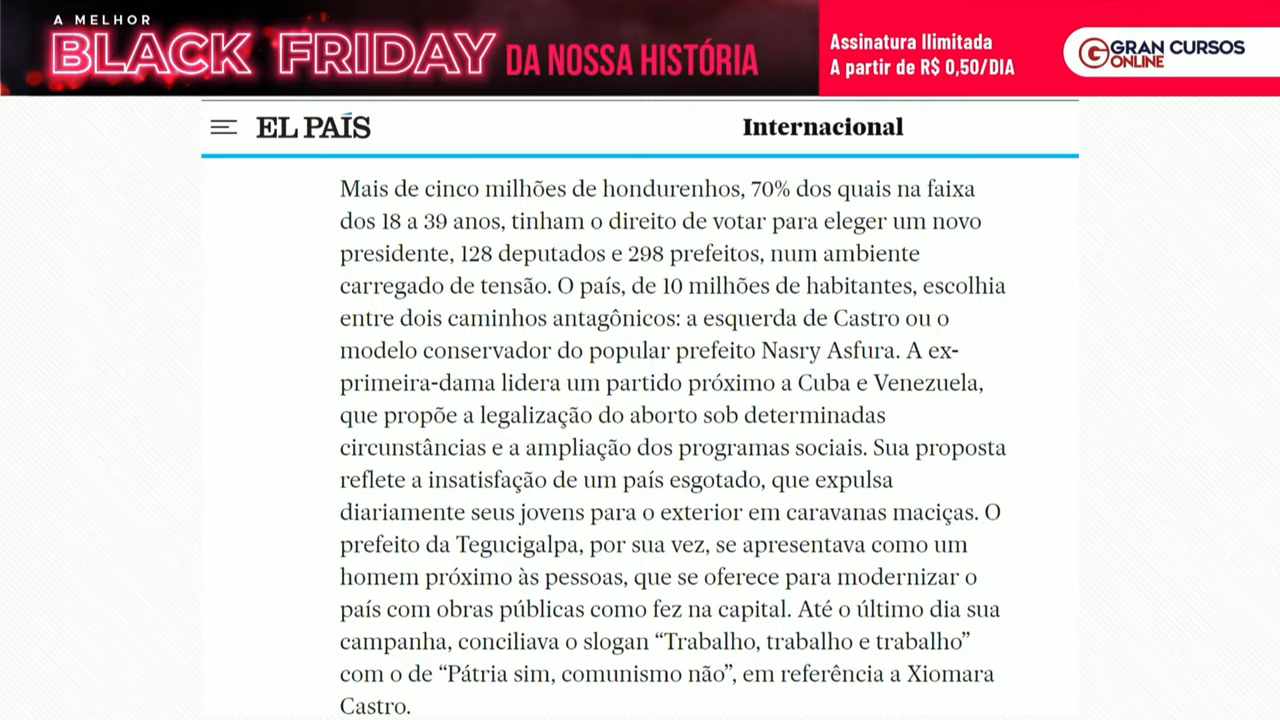 A MELHOR
BLACK FRIDAY DA NOSSA HISTÓRIA
Assinatura Ilimitada
A partir de R$ 0,50/DIA
G GRAN CURSOS
ONLINE
EL PAÍS
Internacional
Mais de cinco milhões de hondurenhos, 70% dos quais na faixa
dos 18 a 39 anos, tinham o direito de votar para eleger um novo
presidente, 128 deputados e 298 prefeitos, num ambiente
carregado de tensão. O país, de 10 milhões de habitantes, escolhia
entre dois caminhos antagônicos: a esquerda de Castro ou o
modelo conservador do popular prefeito Nasry Asfura. A ex-
primeira-dama lidera um partido próximo a Cuba e Venezuela,
que propõe a legalização do aborto sob determinadas
circunstâncias e a ampliação dos programas sociais. Sua proposta
reflete a insatisfação de um país esgotado, que expulsa
diariamente seus jovens para o exterior em caravanas maciças. O
prefeito da Tegucigalpa, por sua vez, se apresentava como um
homem próximo às pessoas, que se oferece para modernizar o
país com obras públicas como fez na capital. Até o último dia sua
campanha, conciliava o slogan “Trabalho, trabalho e trabalho”
com o de “Pátria sim, comunismo não”, em referência a Xiomara
Castro.